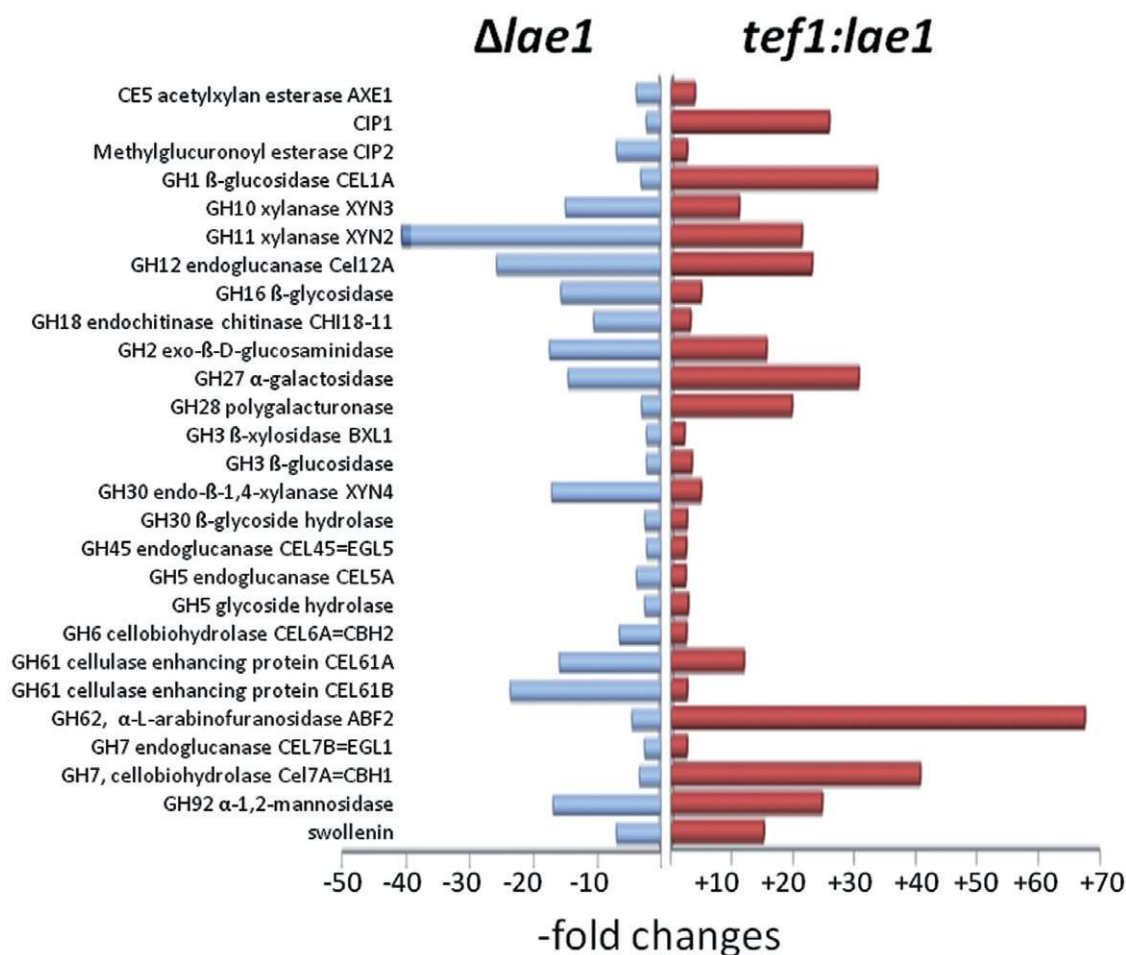 Δlae1 tef1:lae1
CE5 acetylxylan esterase AXE1
CIP1
Methylglucuronoyl esterase CIP2
GH1 ß-glucosidase CEL1A
GH10 xylanase XYN3
GH11 xylanase XYN2
GH12 endoglucanase Cel12A
GH16 ß-glycosidase
GH18 endochitinase chitinase CHI18-11
GH2 exo-ß-D-glucosaminidase
GH27 α-galactosidase
GH28 polygalacturonase
GH3 ß-xylosidase BXL1
GH3 ß-glucosidase
GH30 endo-ß-1,4-xylanase XYN4
GH30 ß-glycoside hydrolase
GH45 endoglucanase CEL45=EGL5
GH5 endoglucanase CEL5A
GH5 glycoside hydrolase
GH6 cellobiohydrolase CEL6A=CBH2
GH61 cellulase enhancing protein CEL61A
GH61 cellulase enhancing protein CEL61B
GH62, α-L-arabinofuranosidase ABF2
GH7 endoglucanase CEL7B=EGL1
GH7, cellobiohydrolase Cel7A=CBH1
GH92 α-1,2-mannosidase
swollenin
-50 -40 -30 -20 -10 +10 +20 +30 +40 +50 +60 +70
-fold changes